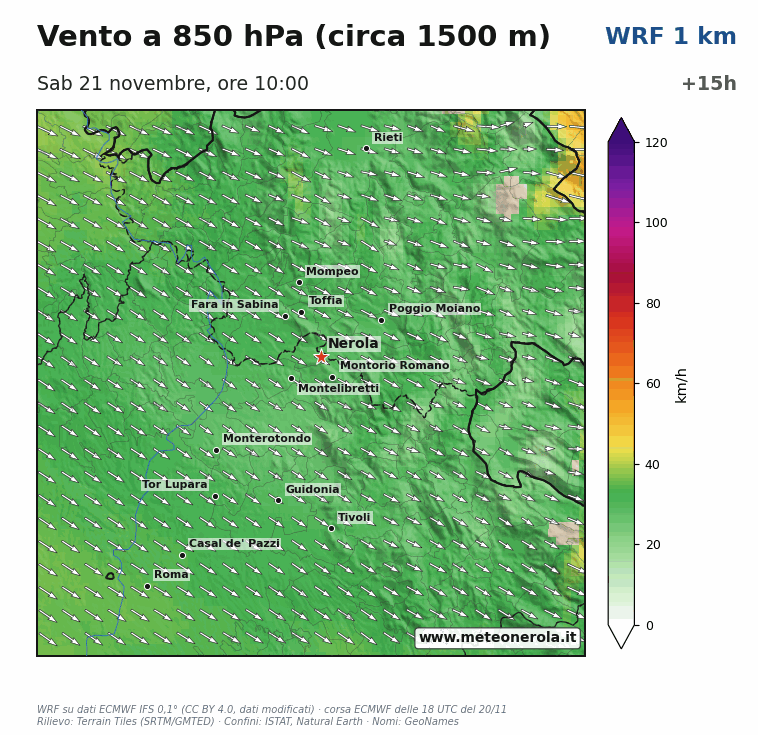 Vento a 850 hPa (circa 1500 m)
WRF 1 km
Sab 21 novembre, ore 10:00
+15h
Rieti
Mompeo
Fara in Sabina
Toffia
Poggio Moiano
Nerola
Montorio Romano
Montelibretti
Monterotondo
Tor Lupara
Guidonia
Tivoli
Casal de' Pazzi
Roma
www.meteonerola.it
120
100
80
60
40
20
0
km/h
WRF su dati ECMWF IFS 0,1° (CC BY 4.0, dati modificati) · corsa ECMWF delle 18 UTC del 20/11
Rilievo: Terrain Tiles (SRTM/GMTED) · Confini: ISTAT, Natural Earth · Nomi: GeoNames